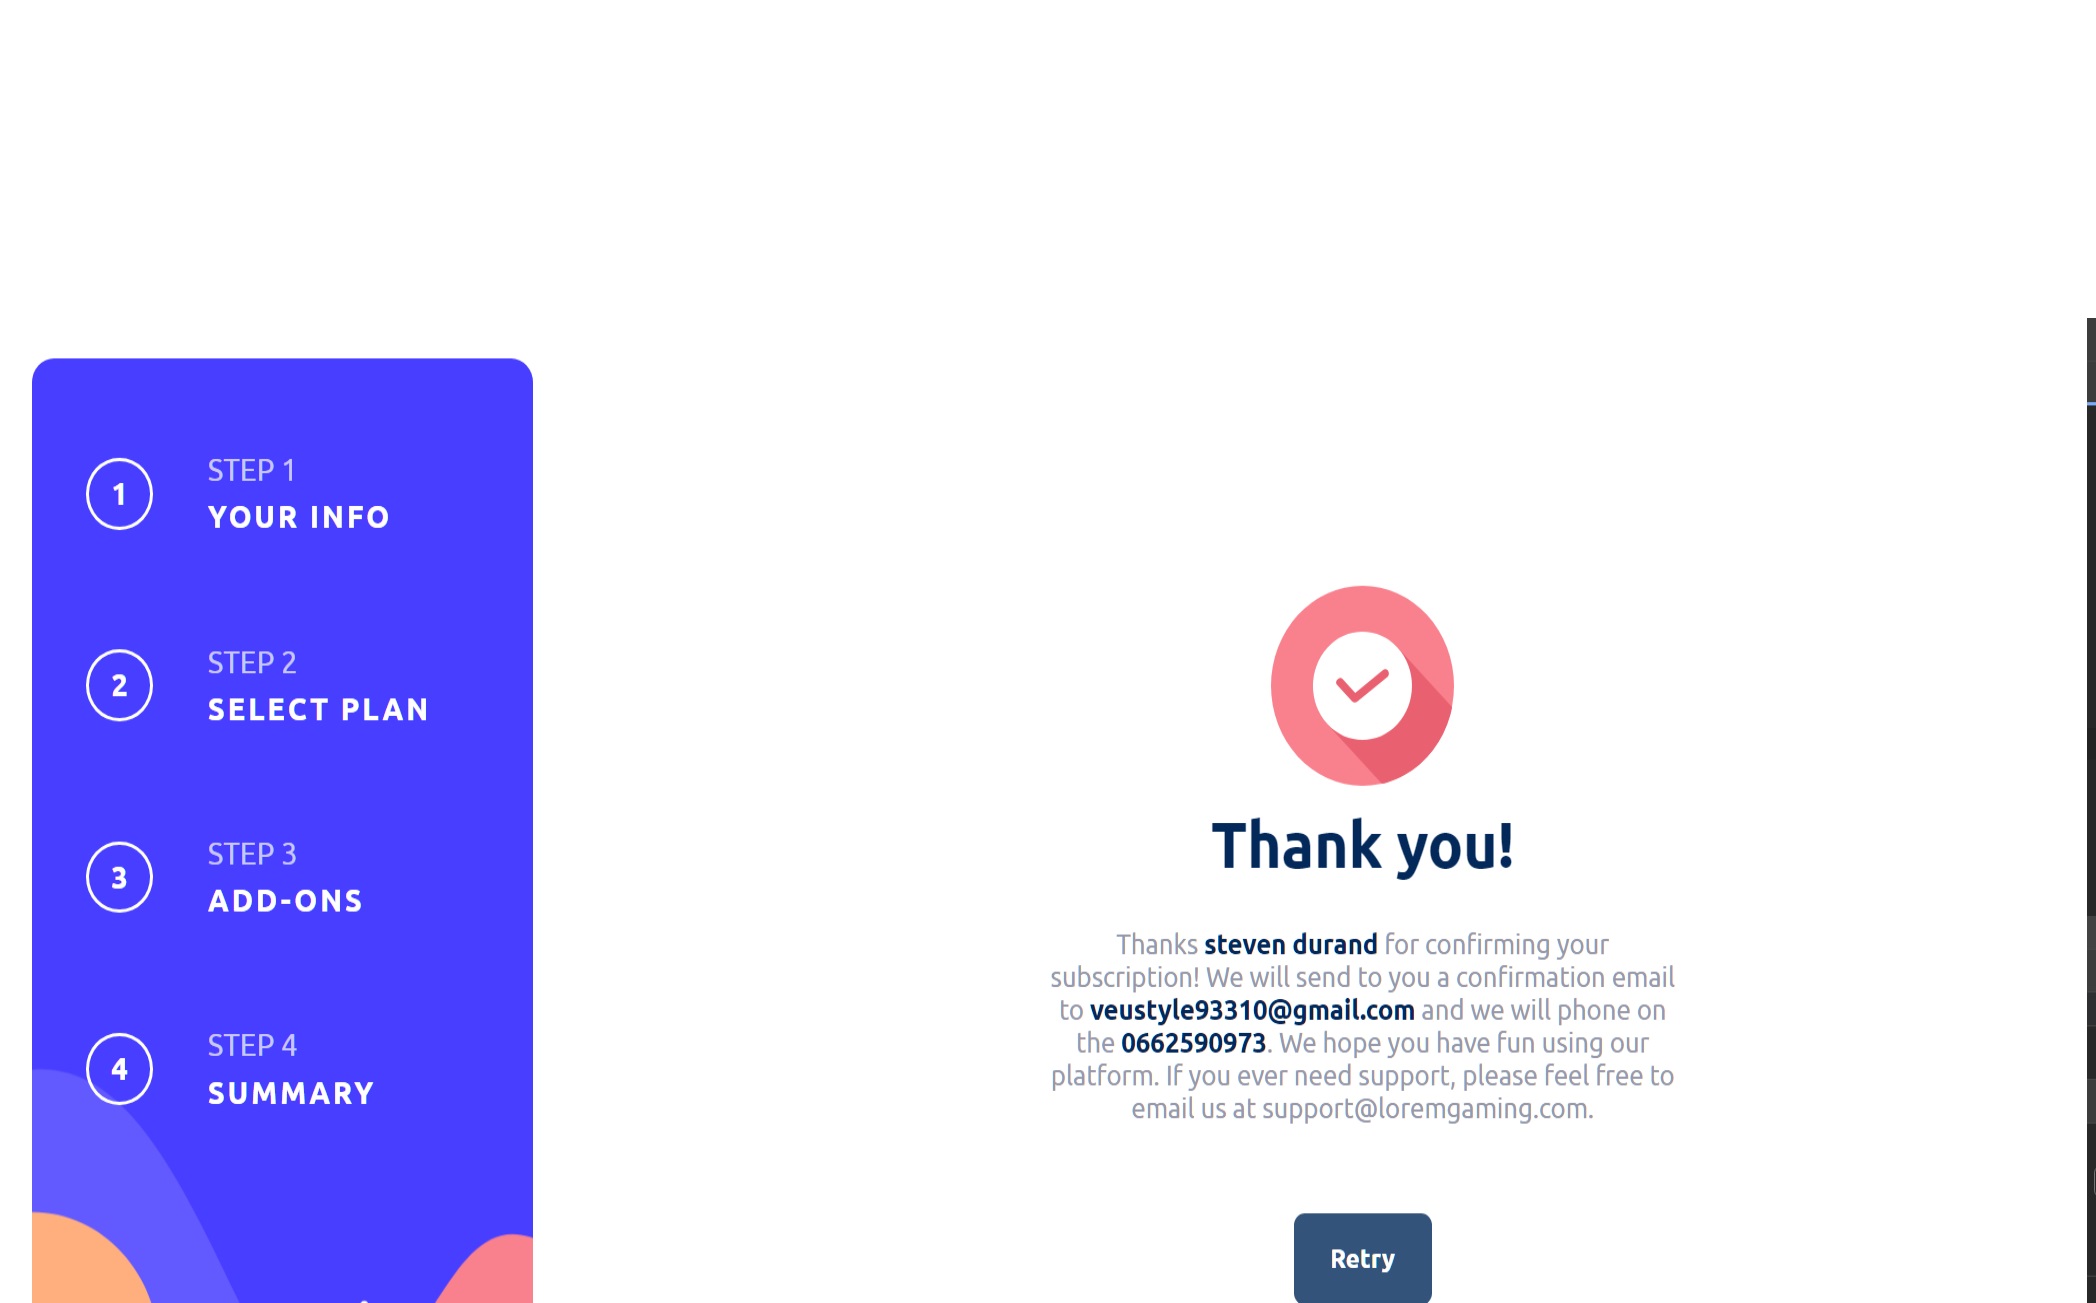 1
STEP 1
YOUR INFO
2
STEP 2
SELECT PLAN
3
STEP 3
ADD-ONS
4
STEP 4
SUMMARY
Thank you!
Thanks steven durand for confirming your
subscription! We will send to you a confirmation email
to veustyle93310@gmail.com and we will phone on
the 0662590973. We hope you have fun using our
platform. If you ever need support, please feel free to
email us at support@loremgaming.com.
Retry